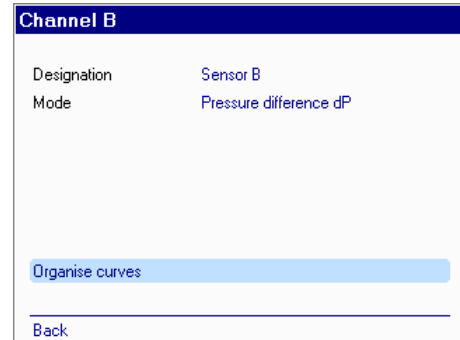 Channel B
Designation Sensor B
Mode Pressure difference dP
Organise curves
Back